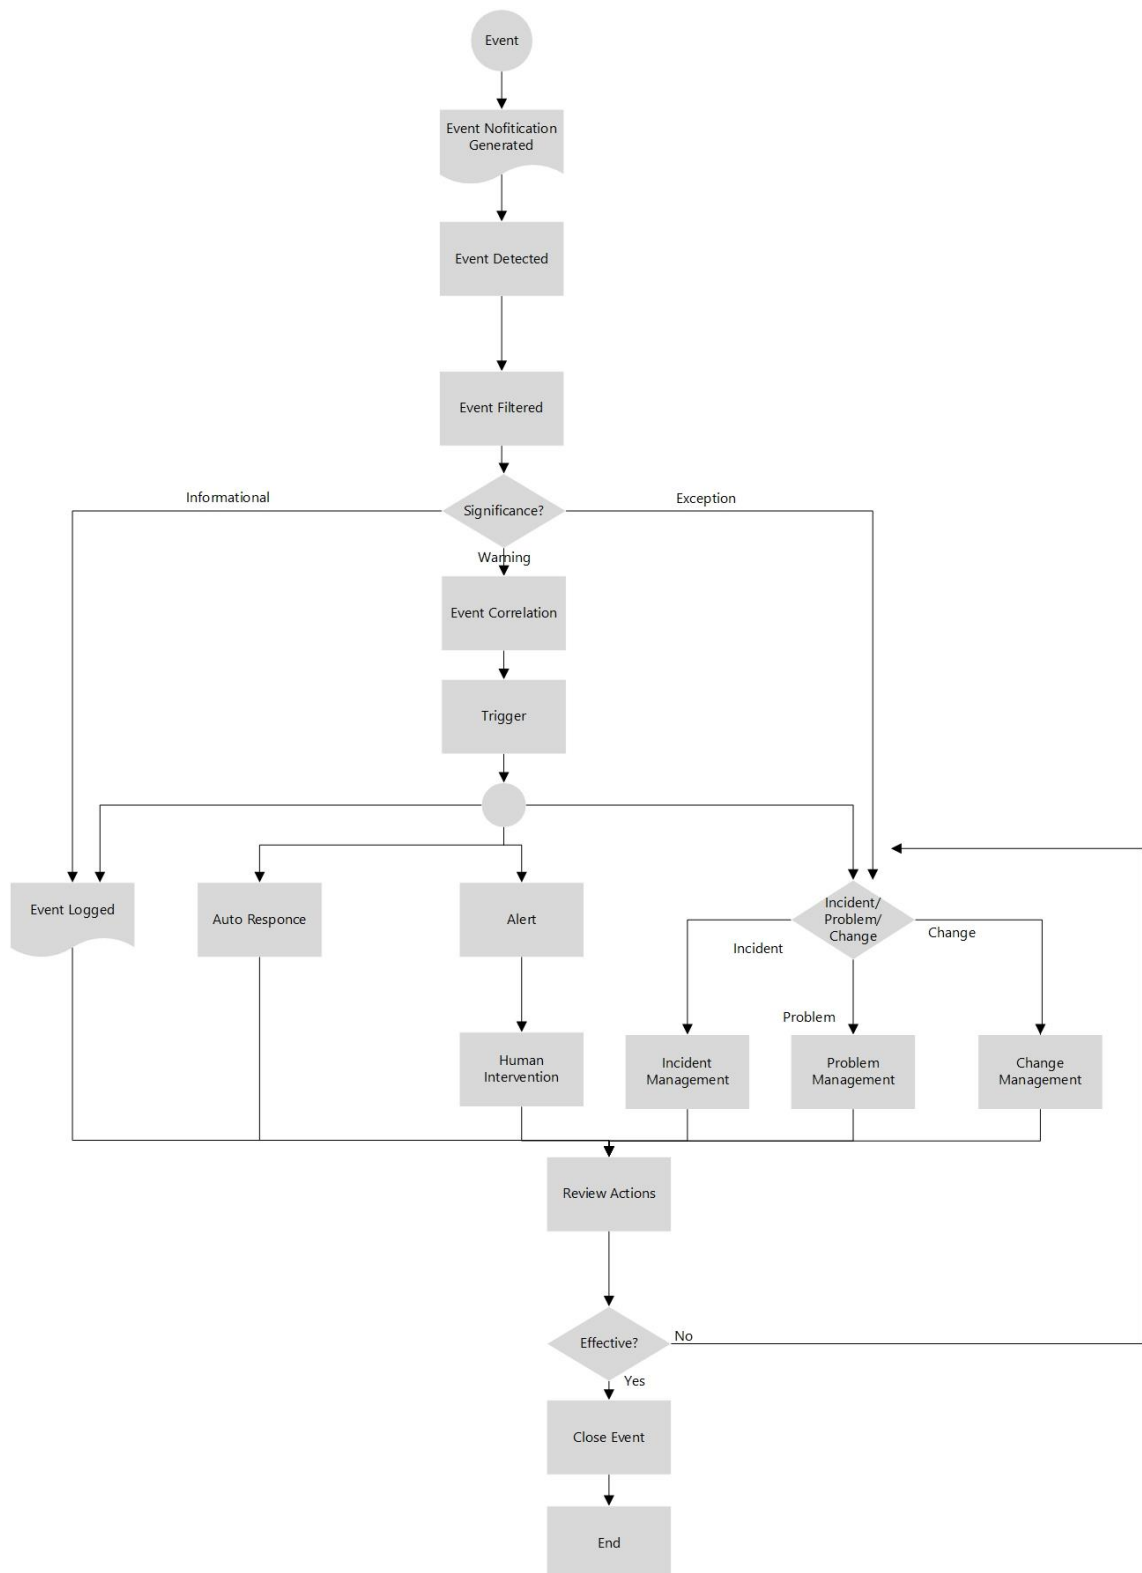 Event
Event Nofitication
Generated
Event Detected
Event Filtered
Informational
Significance?
Exception
Warning
Event Correlation
Trigger
Event Logged
Auto Responce
Alert
Incident/
Problem/
Change
Incident
Change
Problem
Human
Intervention
Incident
Management
Problem
Management
Change
Management
Review Actions
Effective?
No
Yes
Close Event
End